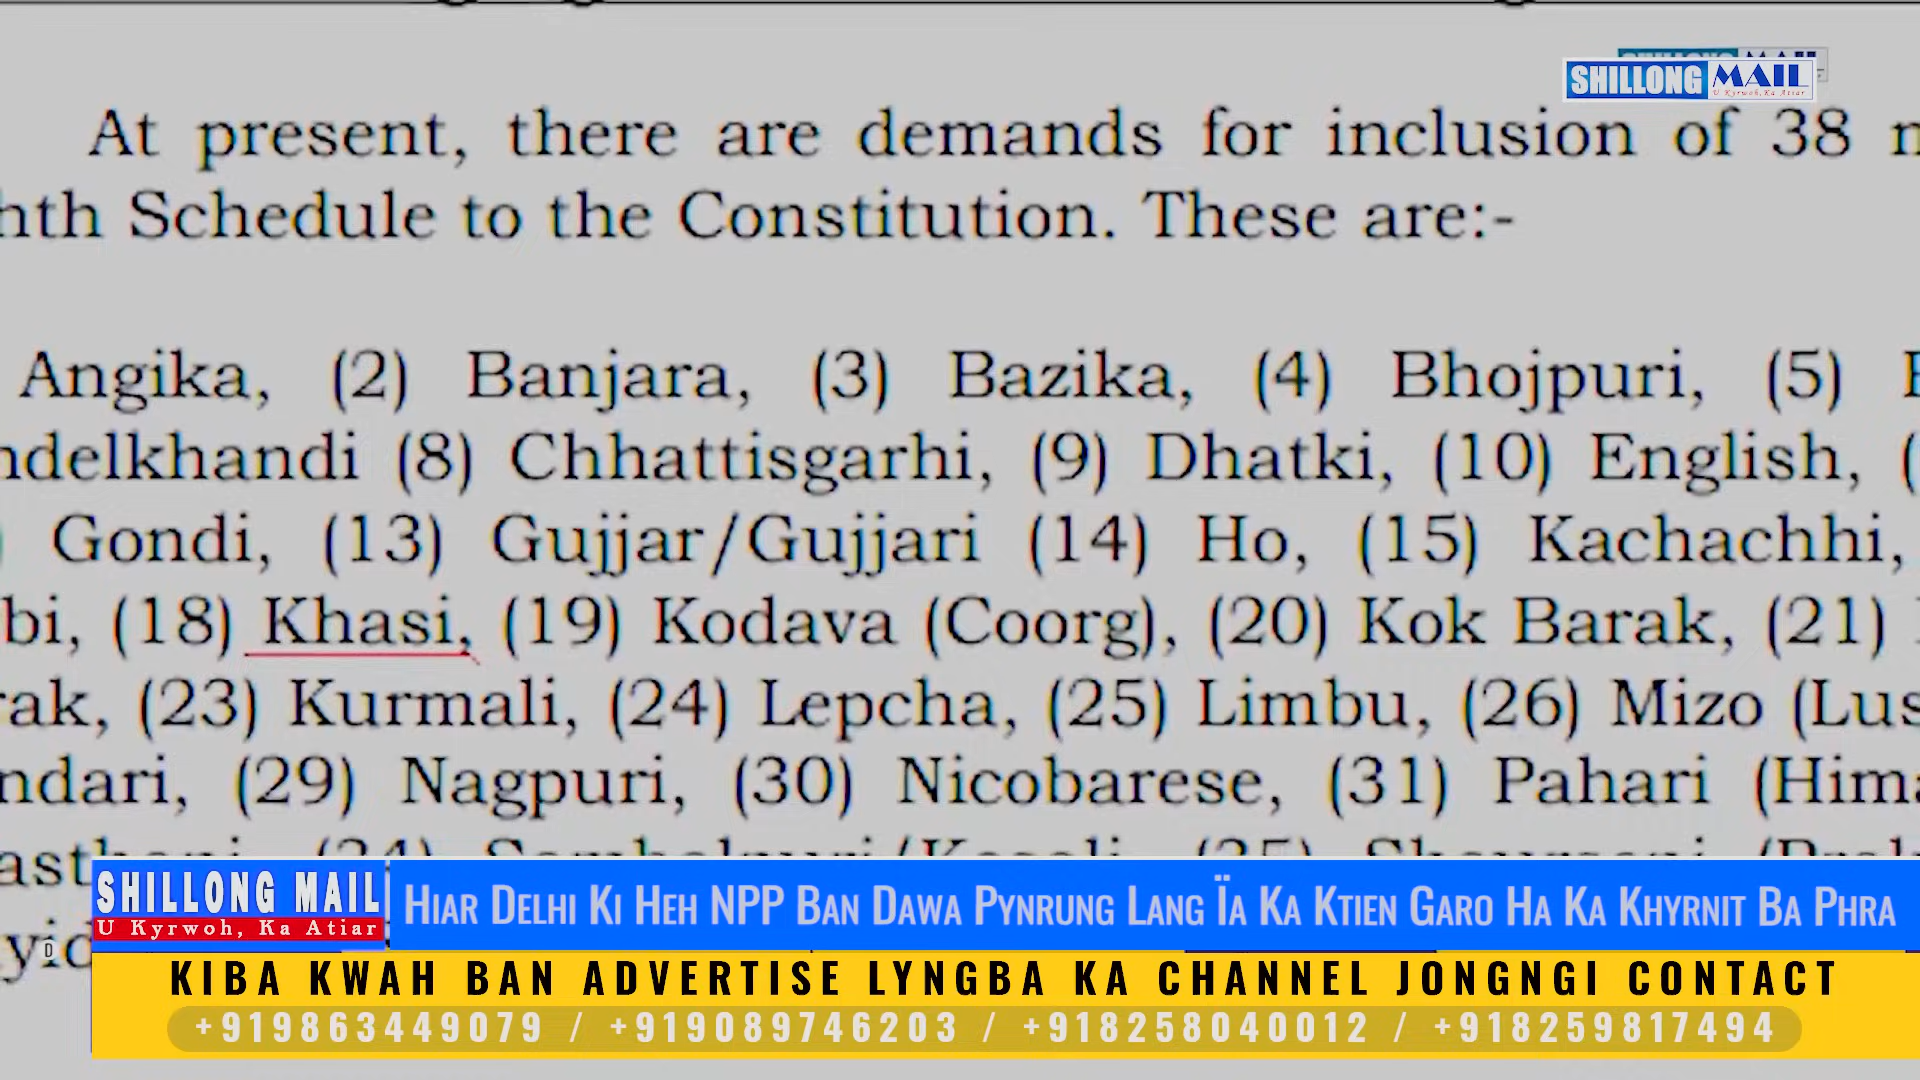 SHILLONG MAIL
U Kyrwoh, Ka Atiar
At present, there are demands for inclusion of 38
Schedule to the Constitution. These are:-
Angika, (2) Banjara, (3) Bazika, (4) Bhojpuri, (5)
ndelkhandi (8) Chhattisgarhi, (9) Dhatki, (10) English, (
) Gondi, (13) Gujjar/Gujjari (14) Ho, (15) Kachachhi,
bi, (18) Khasi, (19) Kodava (Coorg), (20) Kok Barak, (21)
rak, (23) Kurmali, (24) Lepcha, (25) Limbu, (26) Mizo (Lus
ndari, (29) Nagpuri, (30) Nicobarese, (31) Pahari (Hima
SHILLONG MAIL
U Kyrwoh, Ka Atiar
HIAR DELHI KI HEH NPP BAN DAWA PYNRUNG LANG ÏA KA KTIEN GARO HA KA KHYRNIT BA PHRA
KIBA KWAH BAN ADVERTISE LYNGBA KA CHANNEL JONGNGI CONTACT
+919863449079 / +919089746203 / +918258040012 / +918259817494